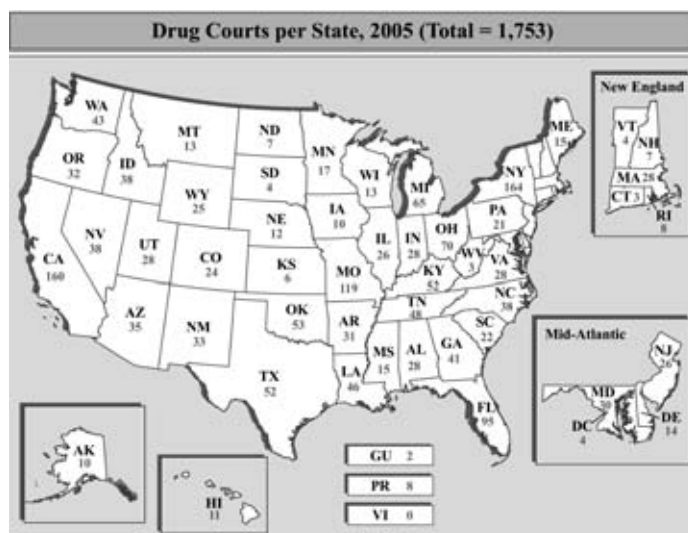 Drug Courts per State, 2005 (Total = 1,753)
WA
43
OR
32
ID
38
MT
13
ND
7
SD
4
WY
25
NE
12
NV
38
UT
28
CO
24
KS
6
CA
160
AZ
35
NM
33
OK
53
TX
52
MN
17
WI
13
IA
10
MO
119
AR
31
LA
46
IL
26
IN
28
MI
65
OH
70
KY
52
TN
48
MS
15
AL
28
GA
41
FL
95
SC
22
NC
38
VA
28
WV
3
PA
21
NY
164
ME
15
New England
VT
4
NH
7
MA 28
CT 3
RI
8
Mid-Atlantic
NJ
26
MD
DE
14
DC
4
AK
10
HI
11
GU 2
PR 8
VI 0